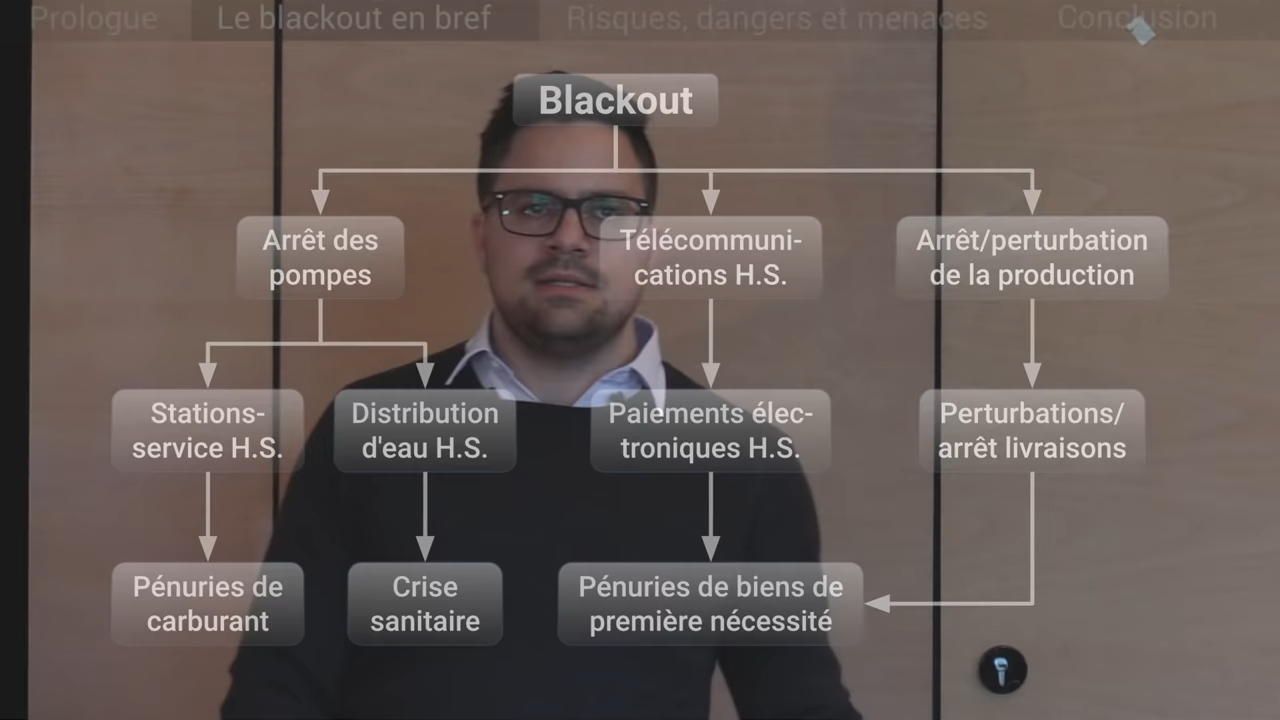 Prologue
Le blackout en bref
Risques, dangers et menaces
Conclusion
Blackout
Arrêt des
pompes
Télécommuni-
cations H.S.
Arrêt/perturbation
de la production
Stations-
service H.S.
Distribution
d'eau H.S.
Paiements élec-
troniques H.S.
Perturbations/
arrêt livraisons
Pénuries de
carburant
Crise
sanitaire
Pénuries de biens de
première nécessité